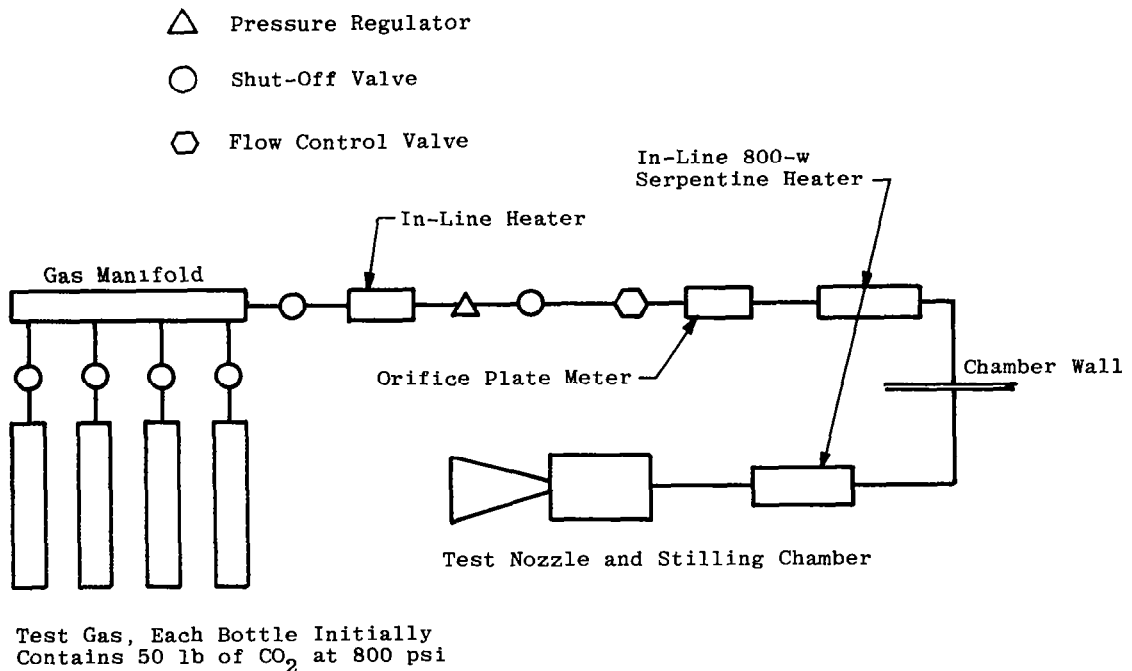 Pressure Regulator
Shut-Off Valve
Flow Control Valve
In-Line 800-w
Serpentine Heater
In-Line Heater
Gas Manifold
Orifice Plate Meter
Chamber Wall
Test Nozzle and Stilling Chamber
Test Gas, Each Bottle Initially
Contains 50 lb of CO₂ at 800 psi